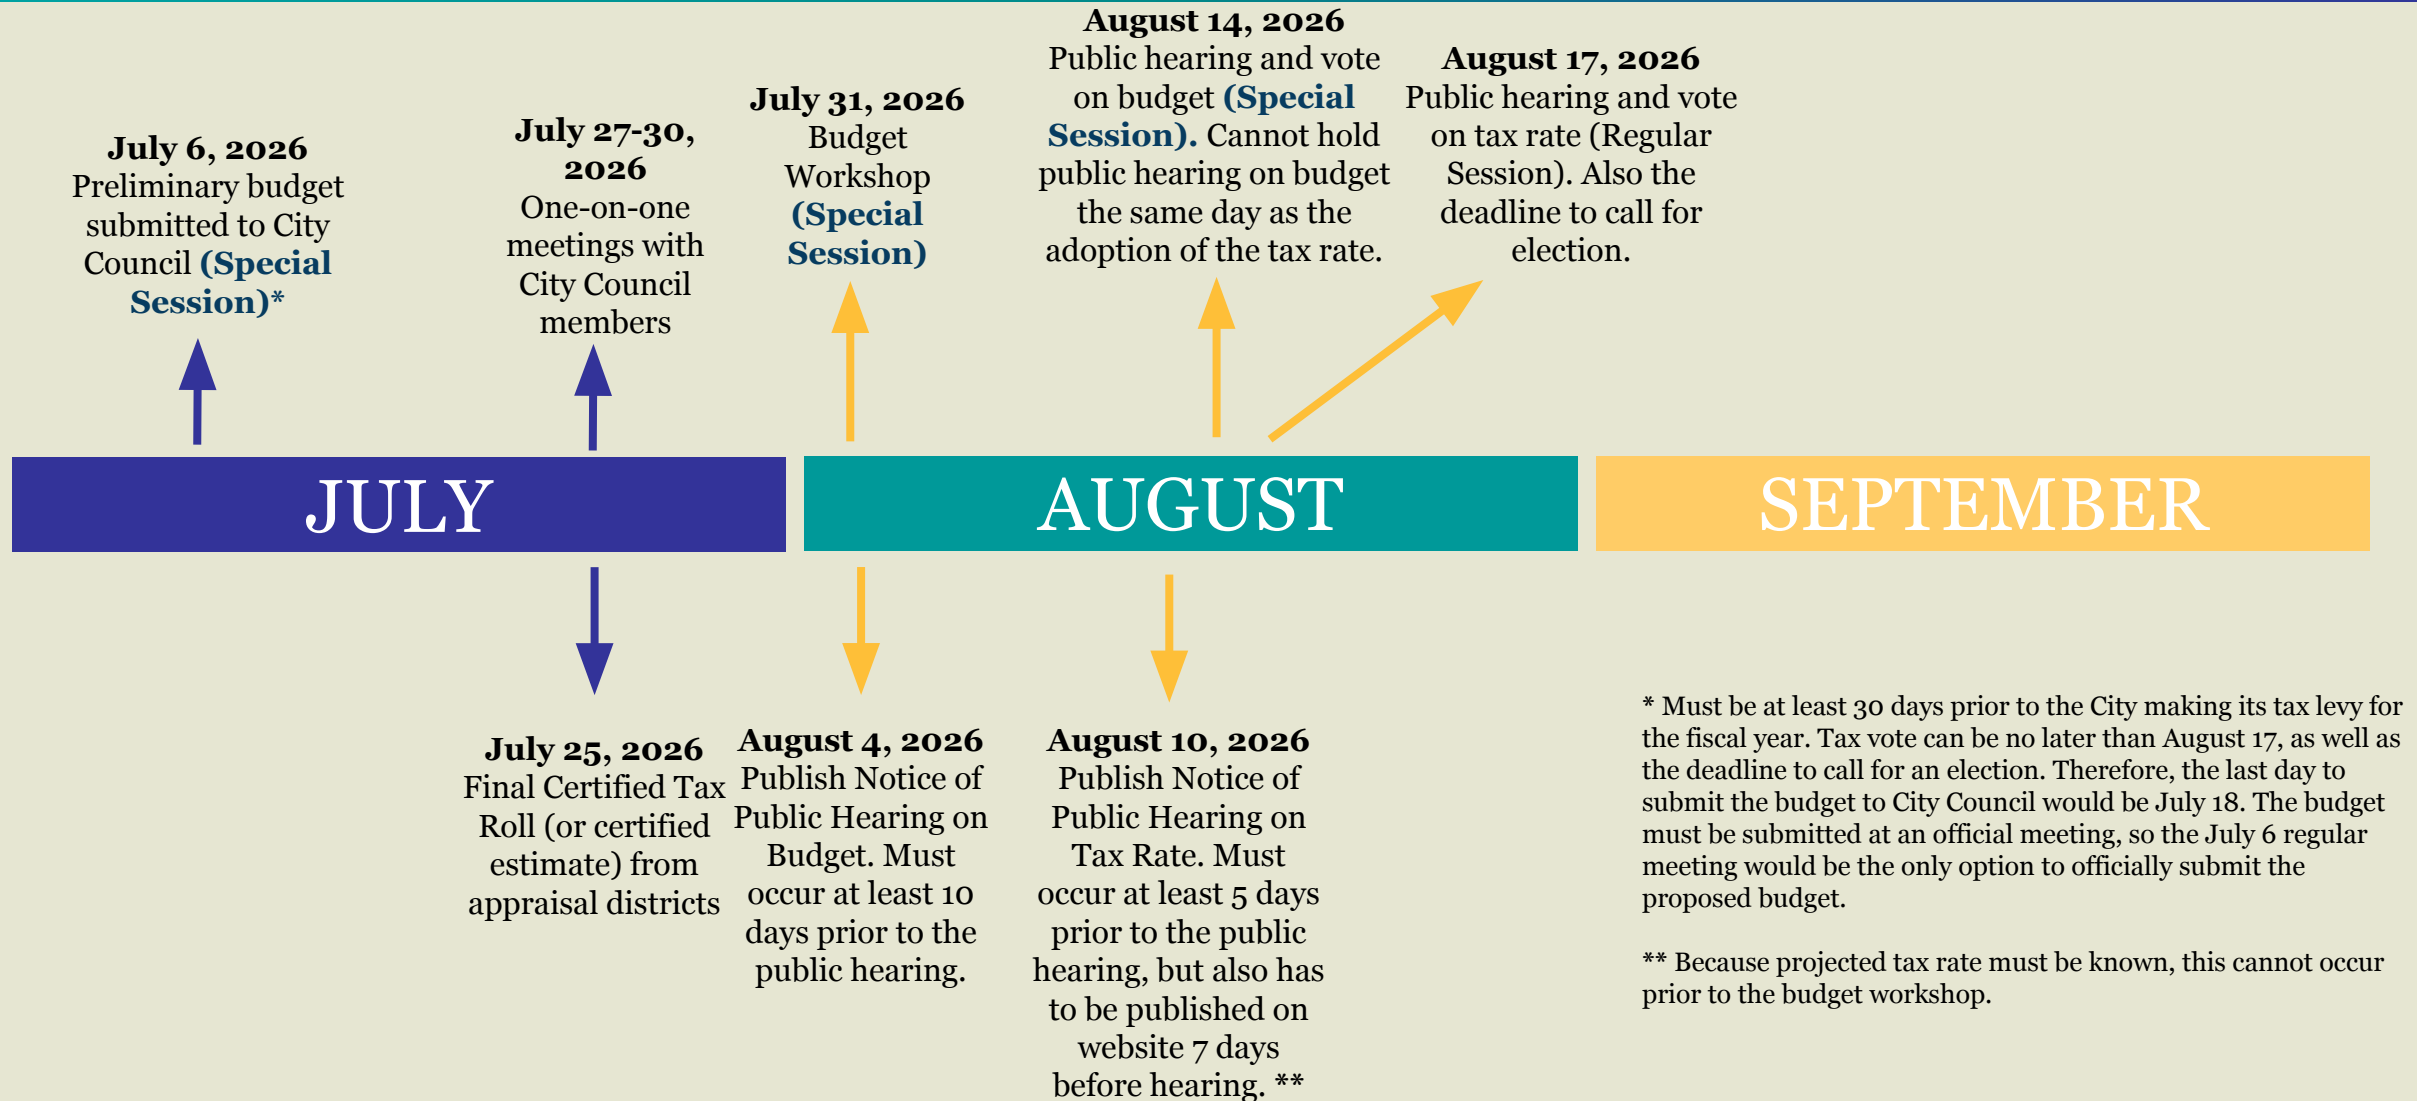 July 6, 2026
Preliminary budget
submitted to City
Council (Special
Session)*
July 27-30,
2026
One-on-one
meetings with
City Council
members
July 31, 2026
Budget
Workshop
(Special
Session)
August 14, 2026
Public hearing and vote
on budget (Special
Session). Cannot hold
public hearing on budget
the same day as the
adoption of the tax rate.
August 17, 2026
Public hearing and vote
on tax rate (Regular
Session). Also the
deadline to call for
election.
JULY
AUGUST
SEPTEMBER
July 25, 2026
Final Certified Tax
Roll (or certified
estimate) from
appraisal districts
August 4, 2026
Publish Notice of
Public Hearing on
Budget. Must
occur at least 10
days prior to the
public hearing.
August 10, 2026
Publish Notice of
Public Hearing on
Tax Rate. Must
occur at least 5 days
prior to the public
hearing, but also has
to be published on
website 7 days
before hearing. **
* Must be at least 30 days prior to the City making its tax levy for
the fiscal year. Tax vote can be no later than August 17, as well as
the deadline to call for an election. Therefore, the last day to
submit the budget to City Council would be July 18. The budget
must be submitted at an official meeting, so the July 6 regular
meeting would be the only option to officially submit the
proposed budget.
** Because projected tax rate must be known, this cannot occur
prior to the budget workshop.